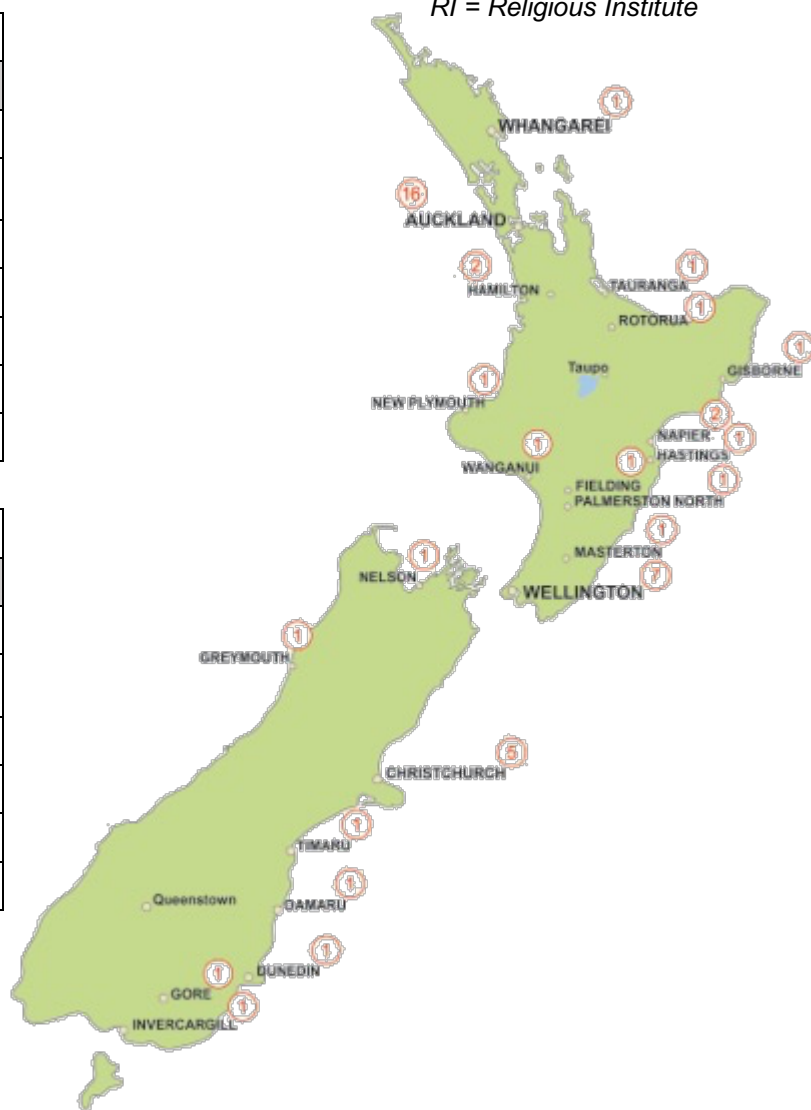 RI = Religious Institute
1
WHANGAREI
16
AUCKLAND
2
HAMILTON
1
TAURANGA
1
ROTORUA
1
GISBORNE
Taupo
1
NEW PLYMOUTH
2
NAPIER
1
HASTINGS
1
WANGANUI
1
1
FIELDING
PALMERSTON NORTH
1
MASTERTON
7
WELLINGTON
1
NELSON
1
GREYMOUTH
5
CHRISTCHURCH
1
TIMARU
Queenstown
1
OAMARU
1
DUNEDIN
1
GORE
1
INVERCARGILL